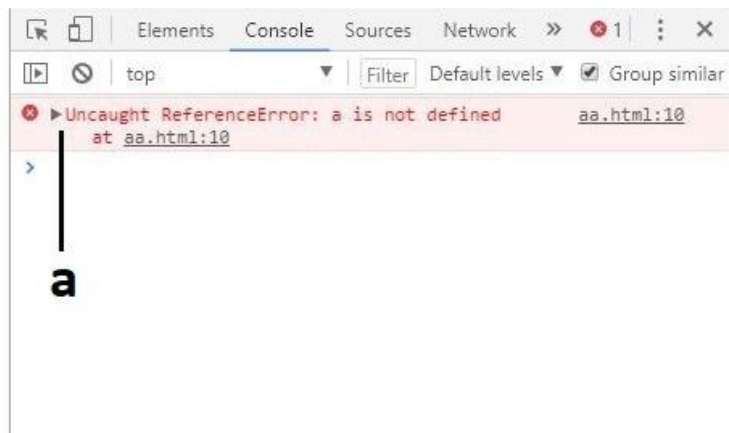 Elements Console Sources Network » 1
top Filter Default levels Group similar
Uncaught ReferenceError: a is not defined aa.html:10
at aa.html:10
a